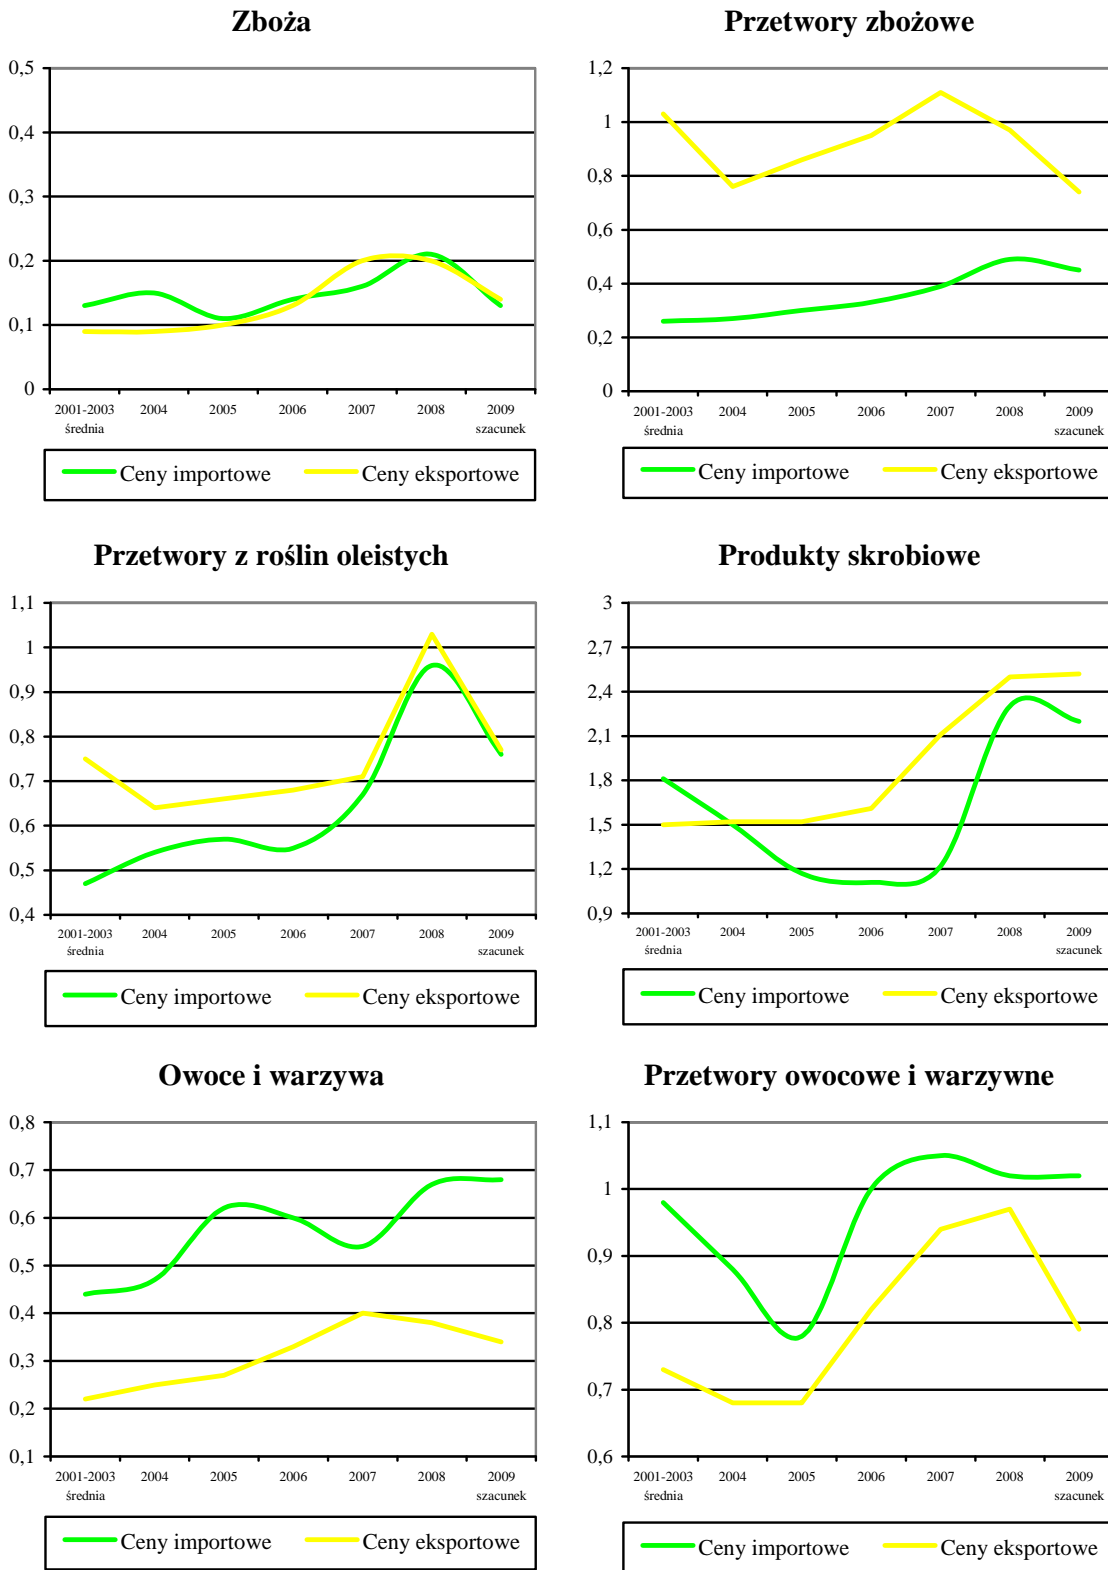 Zboża
0,5
0,4
0,3
0,2
0,1
0
2001-2003 2004 2005 2006 2007 2008 2009
średnia szacunek
Ceny importowe Ceny eksportowe
Przetwory zbożowe
1,2
1
0,8
0,6
0,4
0,2
0
2001-2003 2004 2005 2006 2007 2008 2009
średnia szacunek
Ceny importowe Ceny eksportowe
Przetwory z roślin oleistych
1,1
1
0,9
0,8
0,7
0,6
0,5
0,4
2001-2003 2004 2005 2006 2007 2008 2009
średnia szacunek
Ceny importowe Ceny eksportowe
Produkty skrobiowe
3
2,7
2,4
2,1
1,8
1,5
1,2
0,9
2001-2003 2004 2005 2006 2007 2008 2009
średnia szacunek
Ceny importowe Ceny eksportowe
Owoce i warzywa
0,8
0,7
0,6
0,5
0,4
0,3
0,2
0,1
2001-2003 2004 2005 2006 2007 2008 2009
średnia szacunek
Ceny importowe Ceny eksportowe
Przetwory owocowe i warzywne
1,1
1
0,9
0,8
0,7
0,6
2001-2003 2004 2005 2006 2007 2008 2009
średnia szacunek
Ceny importowe Ceny eksportowe